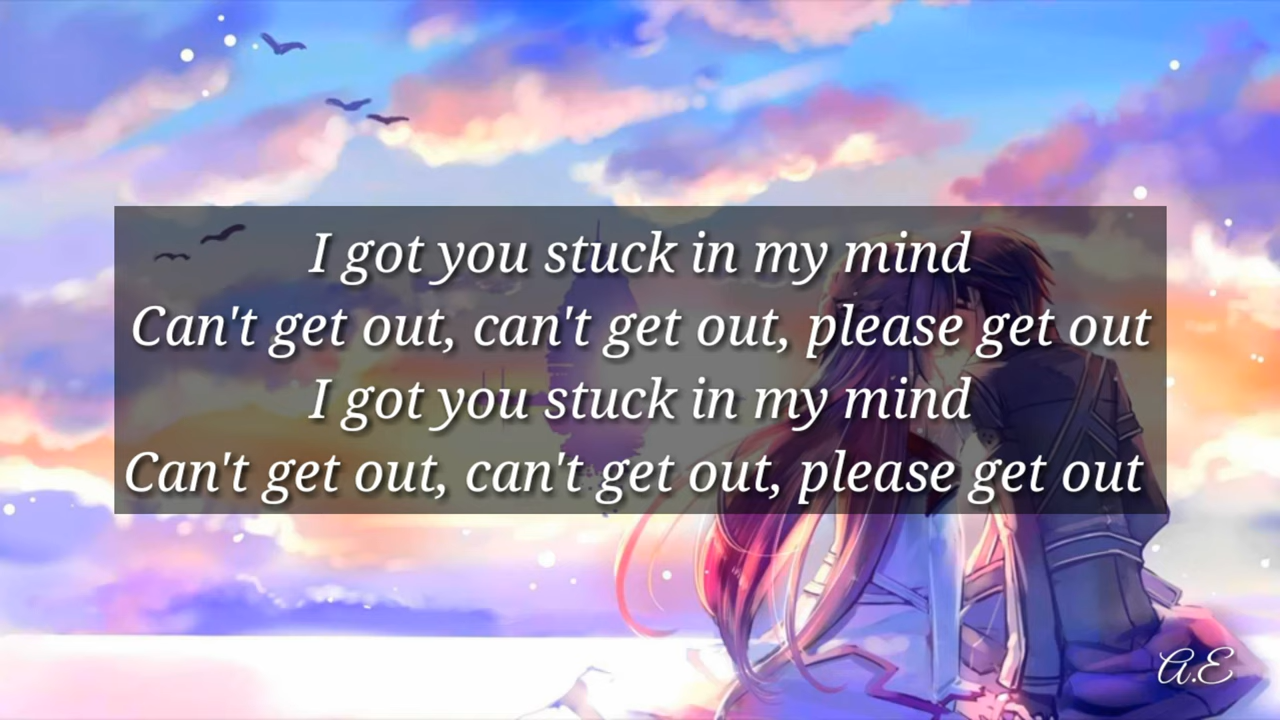 I got you stuck in my mind
Can't get out, can't get out, please get out
I got you stuck in my mind
Can't get out, can't get out, please get out
A.E